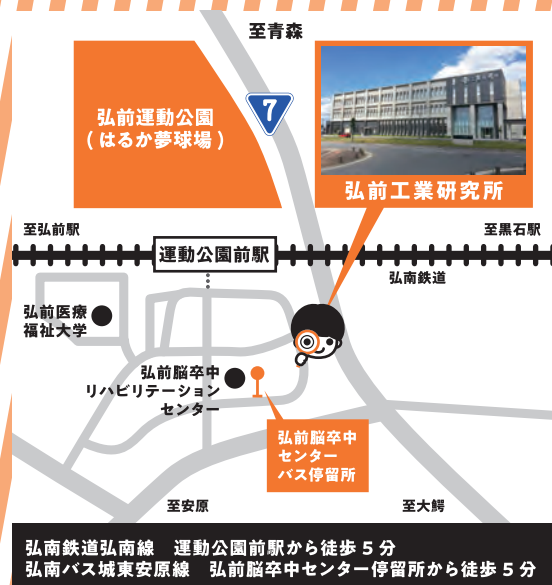 至青森
7
弘前運動公園
(はるか夢球場)
弘前工業研究所
至弘前駅
至黒石駅
運動公園前駅
弘南鉄道
弘前医療
福祉大学
弘前脳卒中
リハビリテーション
センター
弘前脳卒中
センター
バス停留所
至安原
至大鰐
弘南鉄道弘南線 運動公園前駅から徒歩5分
弘南バス城東安原線 弘前脳卒中センター停留所から徒歩5分